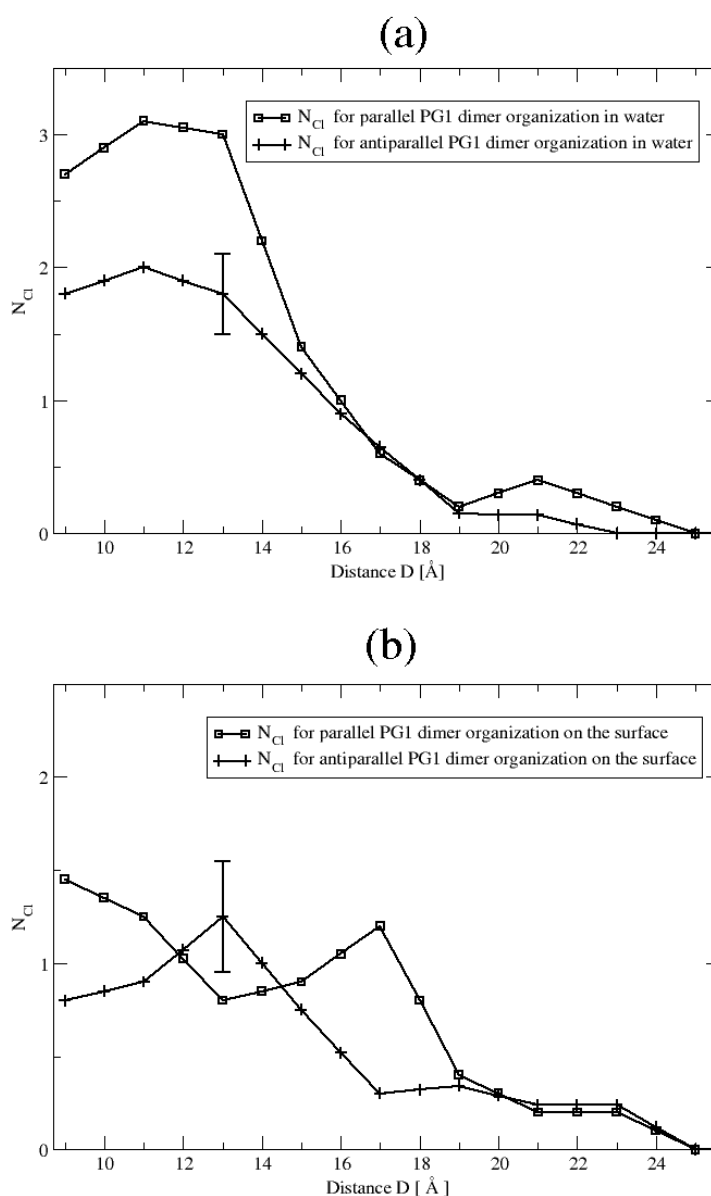 (a)
N_Cl for parallel PG1 dimer organization in water
N_Cl for antiparallel PG1 dimer organization in water
3
2
1
0
N_Cl
10 12 14 16 18 20 22 24
Distance D [Å]
(b)
N_Cl for parallel PG1 dimer organization on the surface
N_Cl for antiparallel PG1 dimer organization on the surface
2
1
0
N_Cl
10 12 14 16 18 20 22 24
Distance D [ Å ]